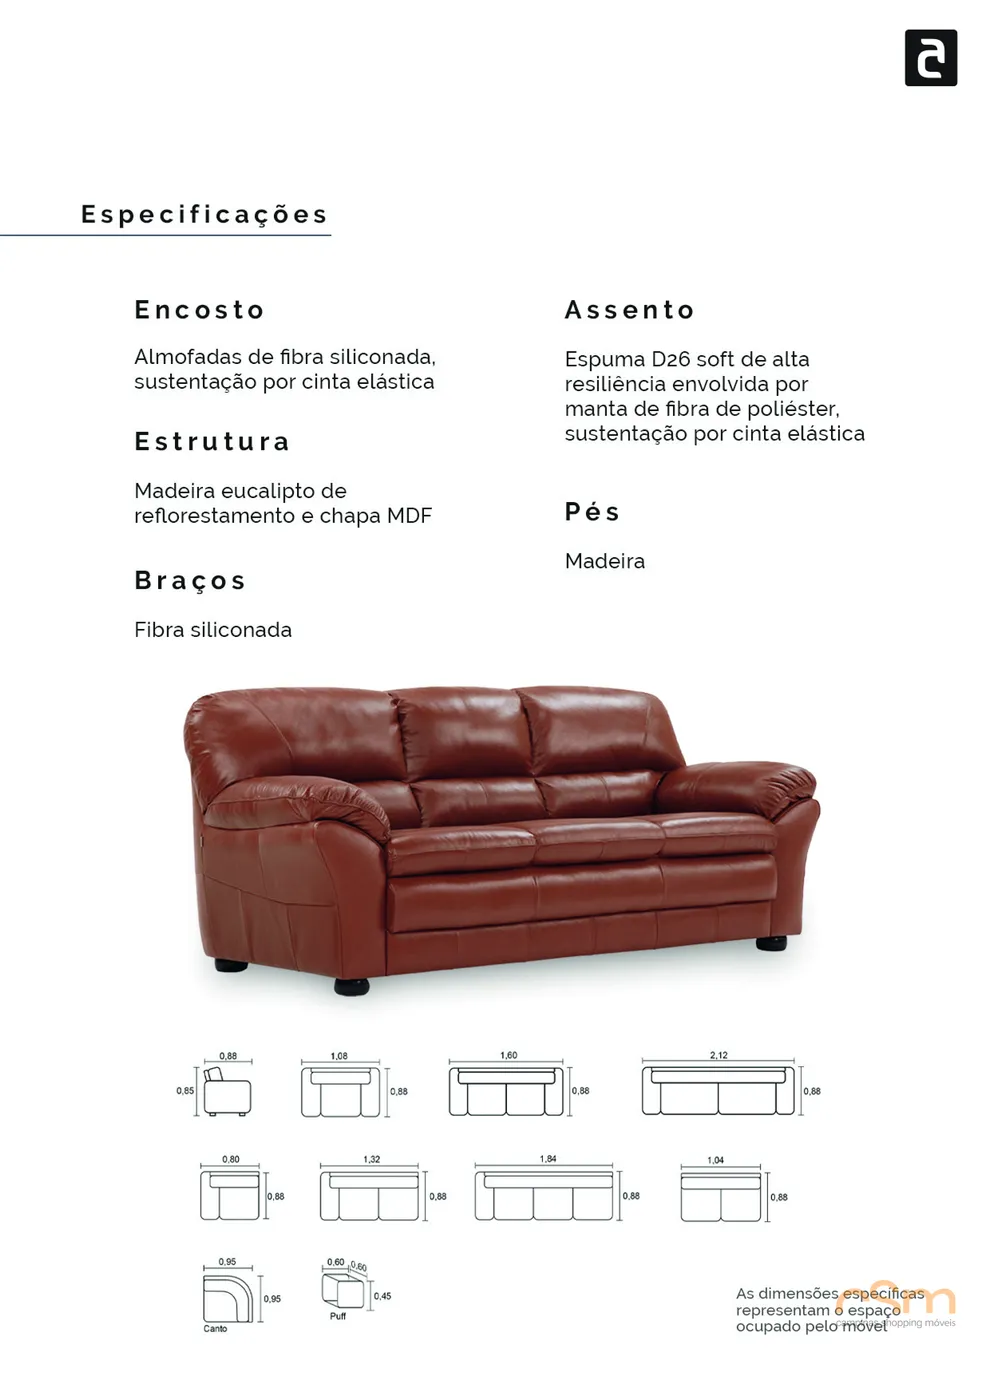 Especificações
Encosto
Almofadas de fibra siliconada,
sustentação por cinta elástica
Estrutura
Madeira eucalipto de
reflorestamento e chapa MDF
Braços
Fibra siliconada
Assento
Espuma D26 soft de alta
resiliência envolvida por
manta de fibra de poliéster,
sustentação por cinta elástica
Pés
Madeira
0,88
0,85
1,08
0,88
1,60
0,88
2,12
0,88
0,80
0,88
1,32
0,88
1,84
0,88
1,04
0,88
0,95
0,95
Canto
0,60
0,60
0,45
Puff
As dimensões específicas
representam o espaço
ocupado pelo móvel
csm
campinas shopping móveis